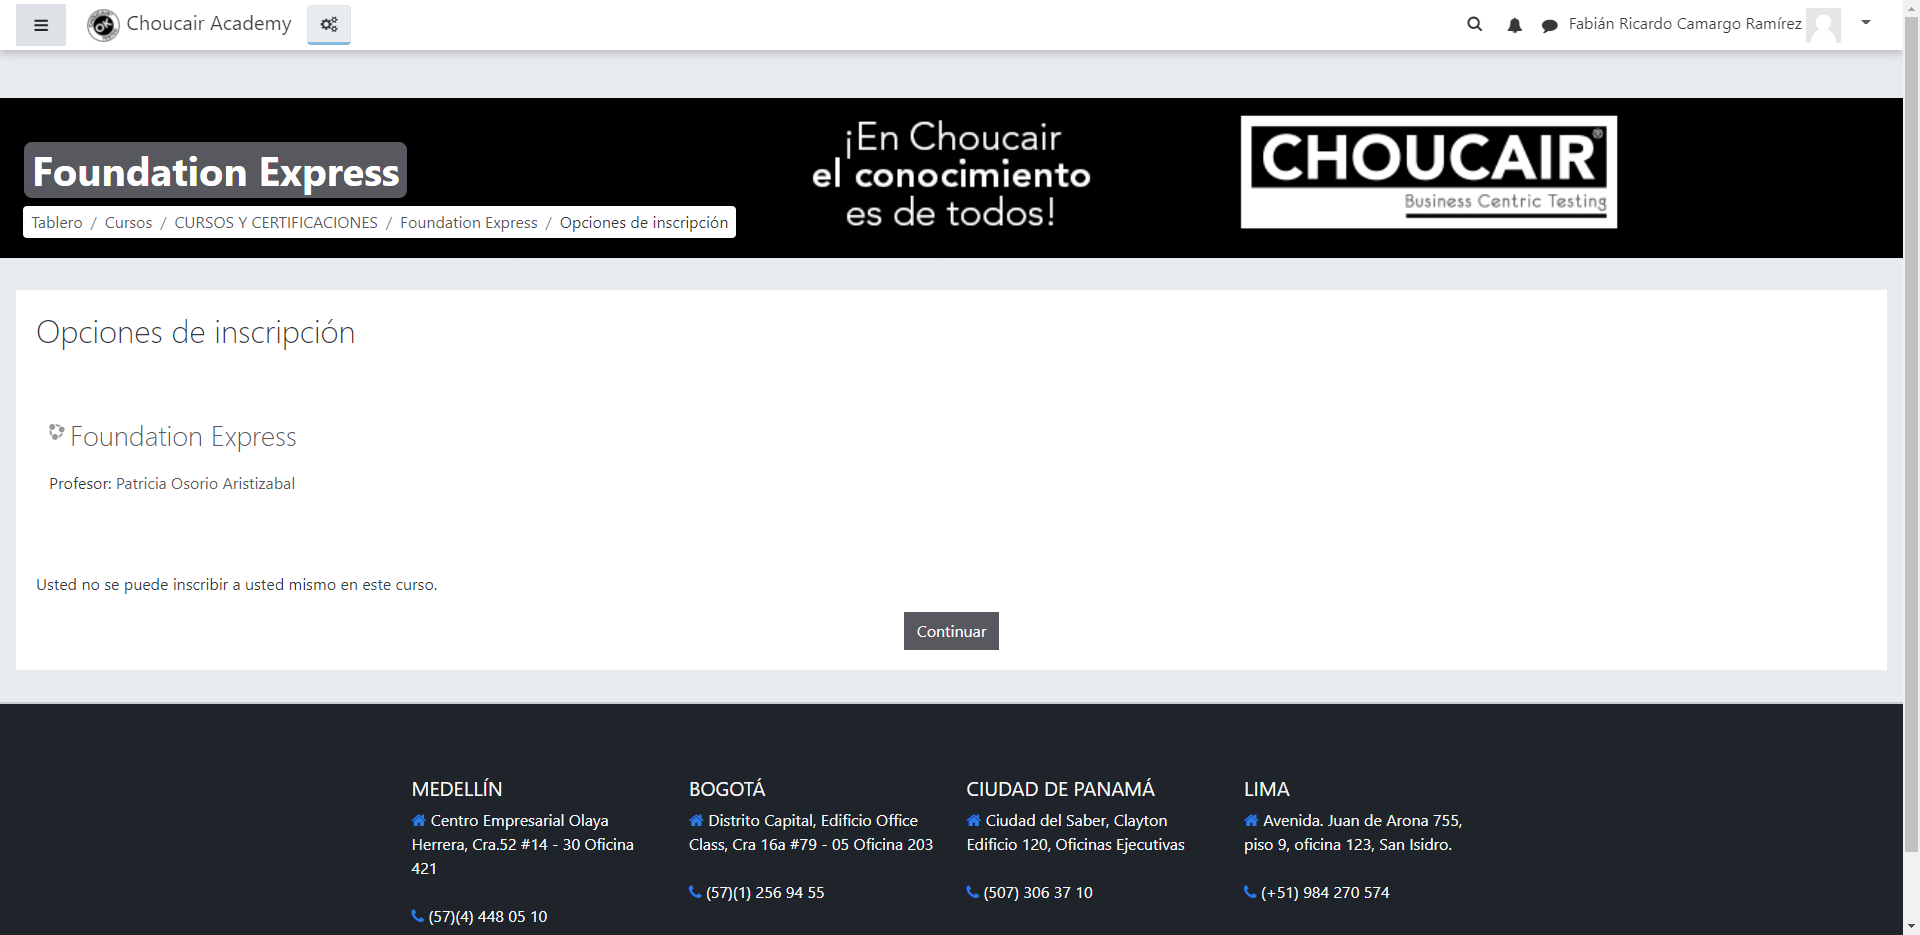 Choucair Academy
Fabián Ricardo Camargo Ramírez
Foundation Express
Tablero / Cursos / CURSOS Y CERTIFICACIONES / Foundation Express / Opciones de inscripción
¡En Choucair
el conocimiento
es de todos!
CHOUCAIR®
Business Centric Testing
Opciones de inscripción
Foundation Express
Profesor: Patricia Osorio Aristizabal
Usted no se puede inscribir a usted mismo en este curso.
Continuar
MEDELLÍN
Centro Empresarial Olaya
Herrera, Cra.52 #14 - 30 Oficina
421
(57)(4) 448 05 10
BOGOTÁ
Distrito Capital, Edificio Office
Class, Cra 16a #79 - 05 Oficina 203
(57)(1) 256 94 55
CIUDAD DE PANAMÁ
Ciudad del Saber, Clayton
Edificio 120, Oficinas Ejecutivas
(507) 306 37 10
LIMA
Avenida. Juan de Arona 755,
piso 9, oficina 123, San Isidro.
(+51) 984 270 574